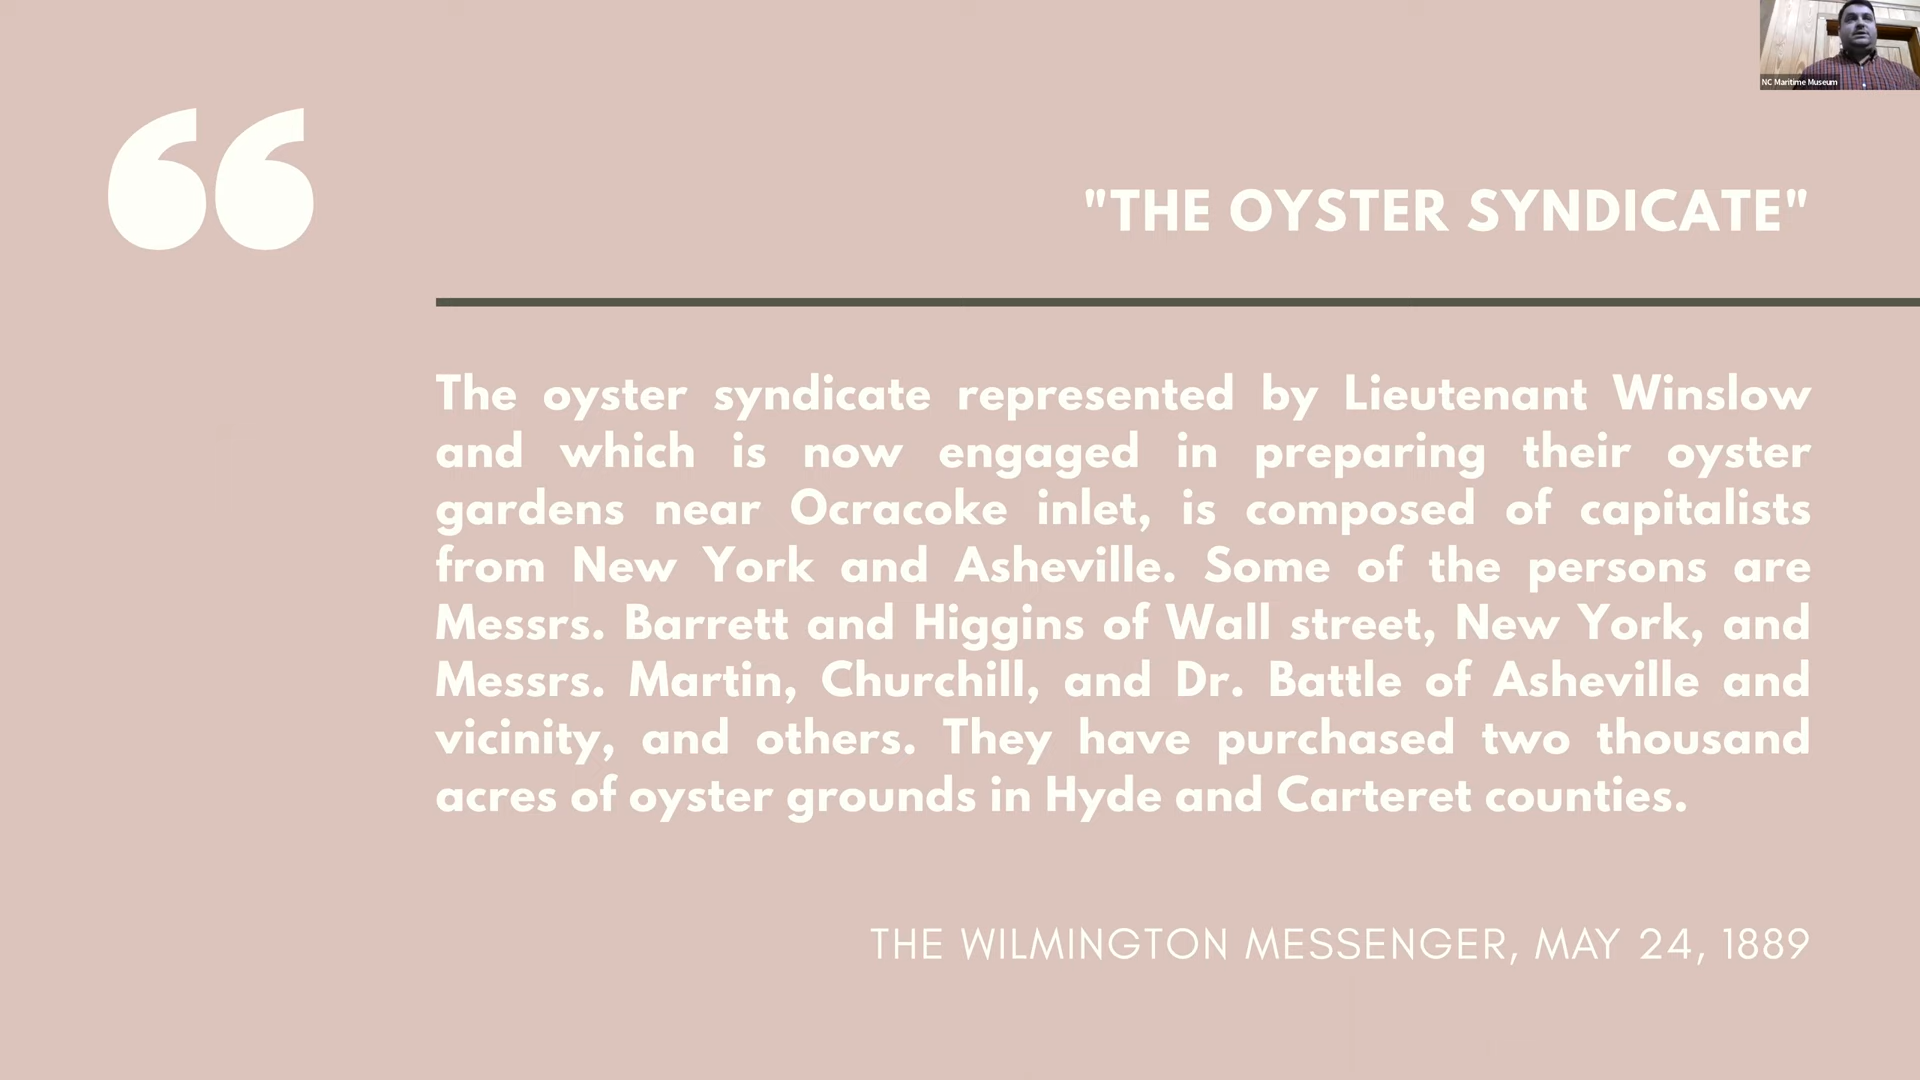 NC Maritime Museum
“
"THE OYSTER SYNDICATE"
The oyster syndicate represented by Lieutenant Winslow
and which is now engaged in preparing their oyster
gardens near Ocracoke inlet, is composed of capitalists
from New York and Asheville. Some of the persons are
Messrs. Barrett and Higgins of Wall street, New York, and
Messrs. Martin, Churchill, and Dr. Battle of Asheville and
vicinity, and others. They have purchased two thousand
acres of oyster grounds in Hyde and Carteret counties.
THE WILMINGTON MESSENGER, MAY 24, 1889